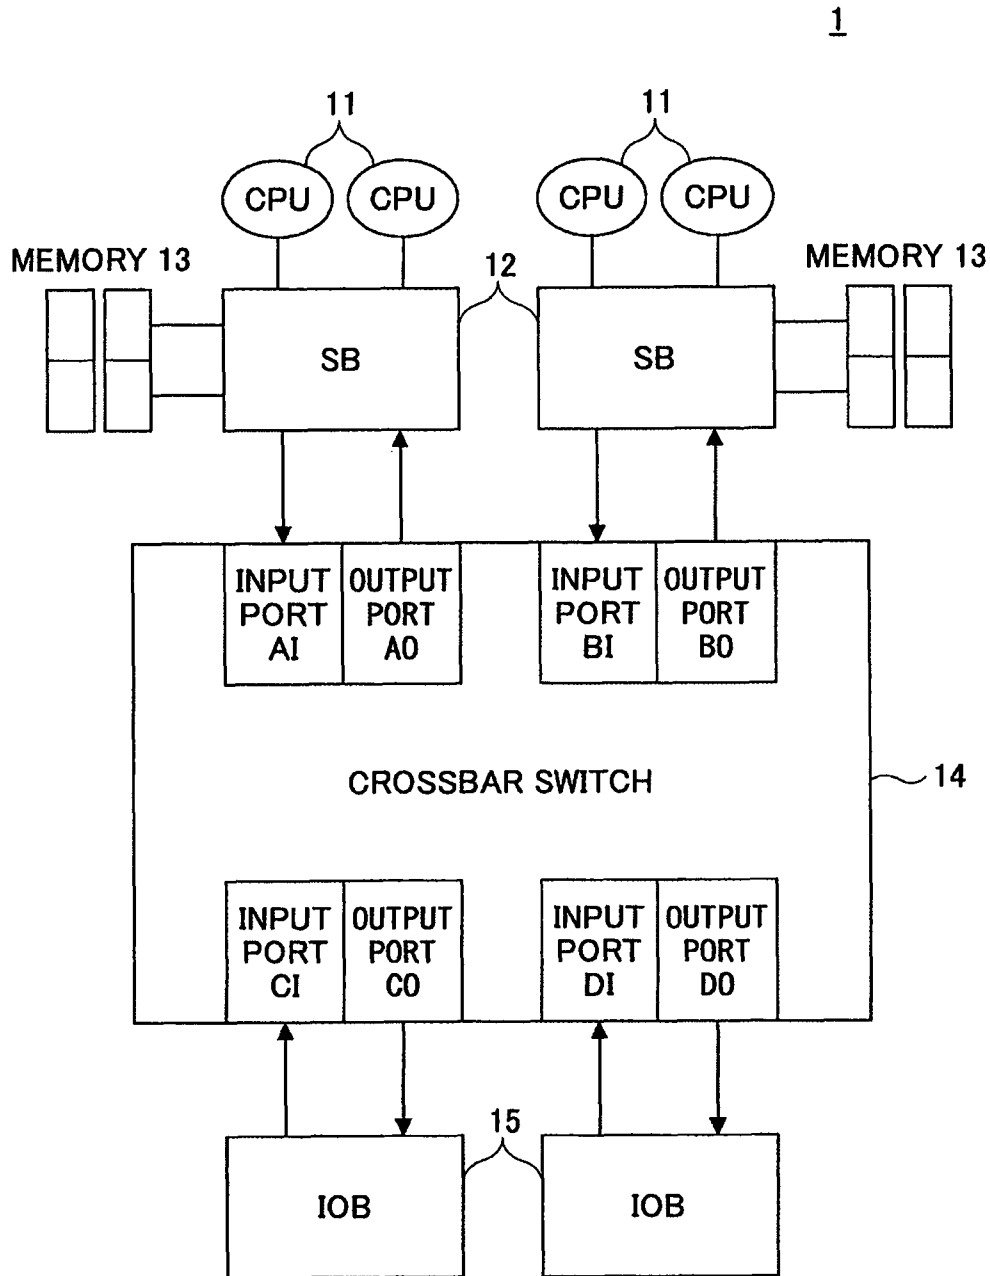 1
11
11
CPU
CPU
CPU
CPU
MEMORY 13
12
MEMORY 13
SB
SB
INPUT
PORT
AI
OUTPUT
PORT
AO
INPUT
PORT
BI
OUTPUT
PORT
BO
CROSSBAR SWITCH
14
INPUT
PORT
CI
OUTPUT
PORT
CO
INPUT
PORT
DI
OUTPUT
PORT
DO
15
IOB
IOB